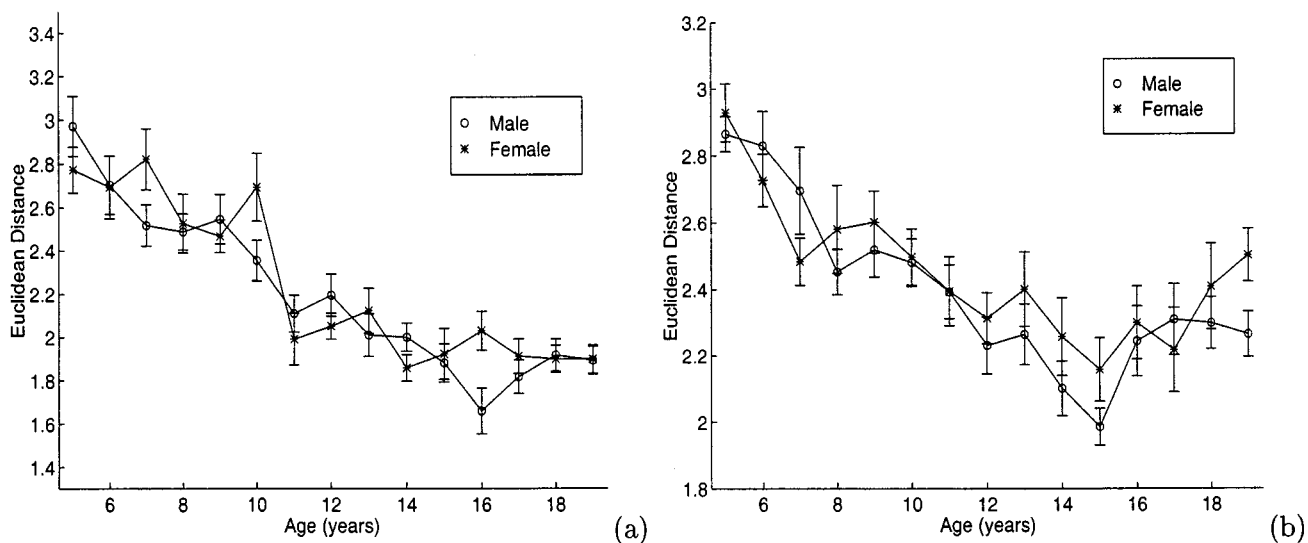 3.4
3.2
3
2.8
2.6
2.4
2.2
2
1.8
1.6
1.4
Euclidean Distance
Male
Female
6 8 10 12 14 16 18
Age (years)
(a)
3.2
3
2.8
2.6
2.4
2.2
2
1.8
Euclidean Distance
Male
Female
6 8 10 12 14 16 18
Age (years)
(b)